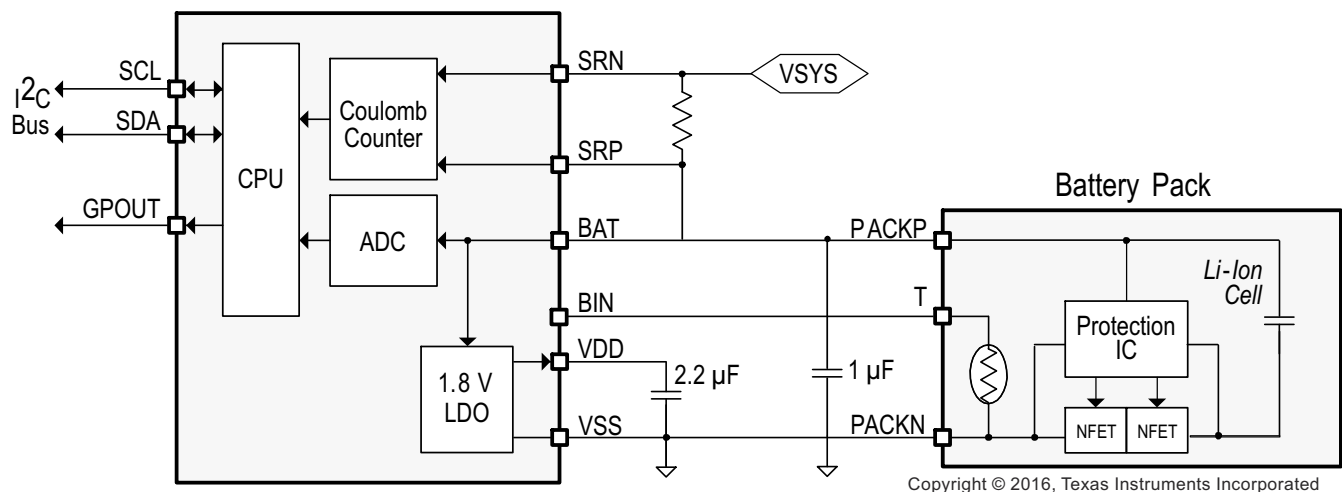 SCL
I2C
Bus
SDA
GPOUT
CPU
Coulomb
Counter
ADC
1.8 V
LDO
SRN
VSYS
SRP
BAT
BIN
VDD
2.2 µF
VSS
1 µF
Battery Pack
PACKP
T
PACKN
Li-Ion
Cell
Protection
IC
NFET
NFET
Copyright © 2016, Texas Instruments Incorporated